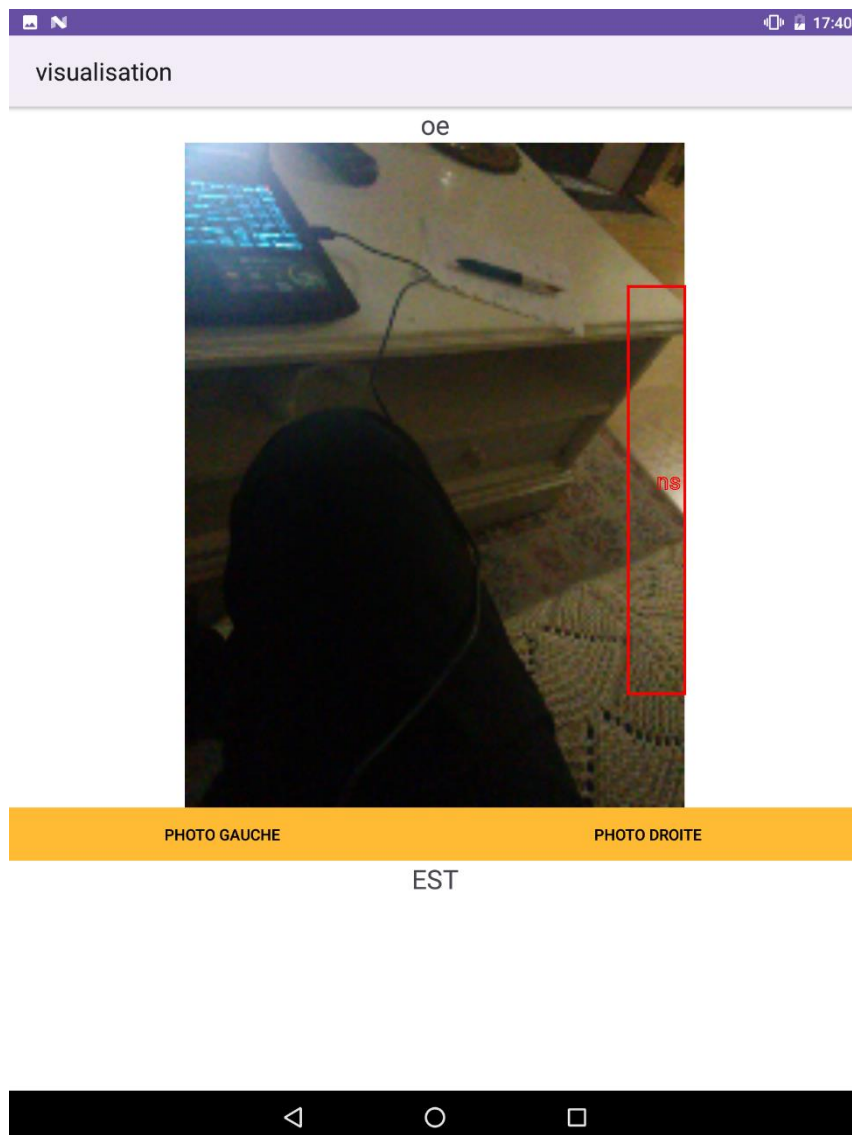 17:40
visualisation
oe
ns
PHOTO GAUCHE PHOTO DROITE
EST